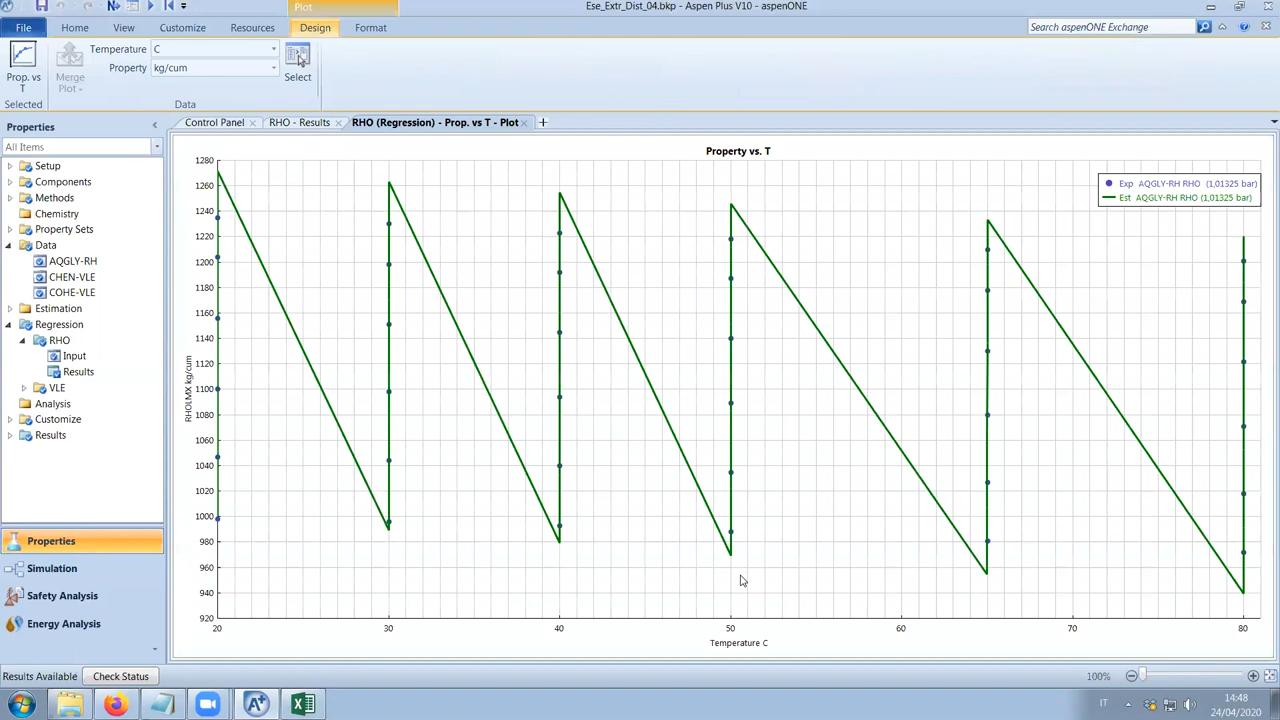 Plot
Ese_Extr_Dist_04.bkp - Aspen Plus V10 - aspenONE
File Home View Customize Resources Design Format
Search aspenONE Exchange
Temperature C
Property kg/cum
Prop. vs T
Merge Plot
Select
Selected
Data
Properties
All Items
Control Panel
RHO - Results
RHO (Regression) - Prop. vs T - Plot
Setup
Components
Methods
Chemistry
Property Sets
Data
AQGLY-RH
CHEN-VLE
COHE-VLE
Estimation
Regression
RHO
Input
Results
VLE
Analysis
Customize
Results
Properties
Simulation
Safety Analysis
Energy Analysis
Property vs. T
Exp AQGLY-RH RHO (1,01325 bar)
Est AQGLY-RH RHO (1,01325 bar)
RHOLMX kg/cum
1280
1260
1240
1220
1200
1180
1160
1140
1120
1100
1080
1060
1040
1020
1000
980
960
940
920
20 30 40 50 60 70 80
Temperature C
Results Available Check Status
100%
IT
14:48
24/04/2020